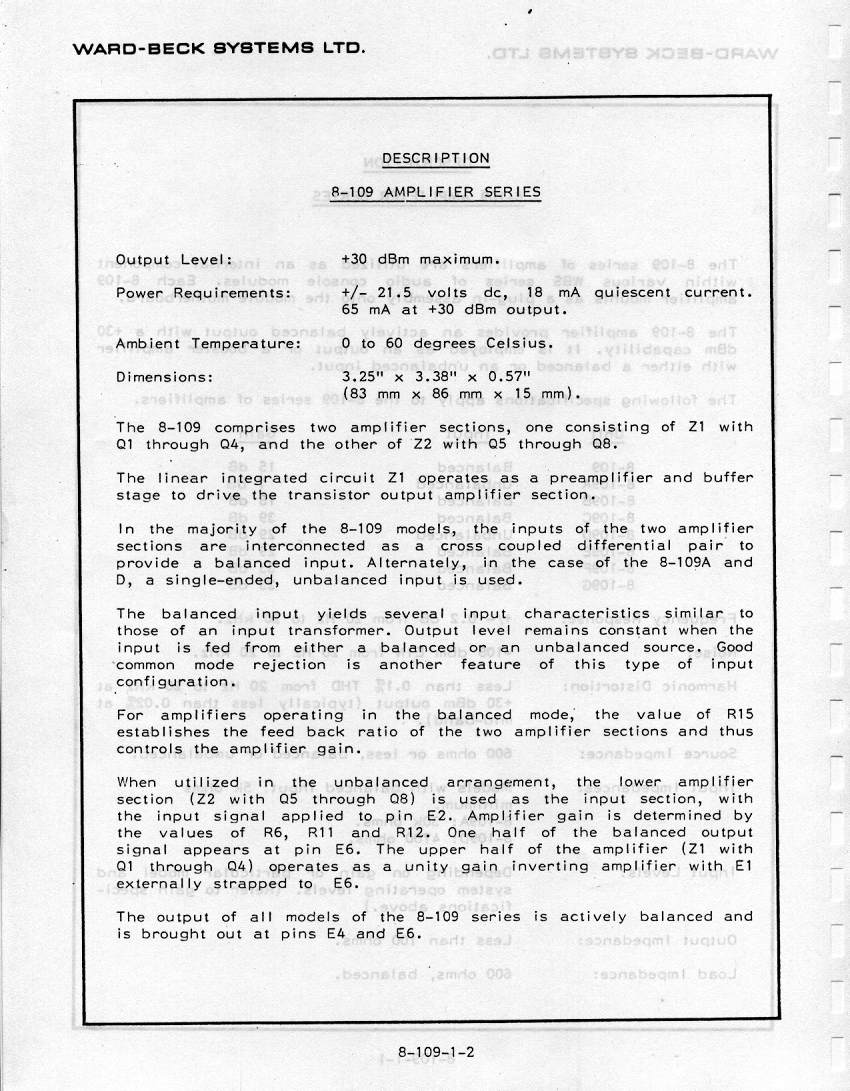 WARD-BECK SYSTEMS LTD.
DESCRIPTION
8-109 AMPLIFIER SERIES
Output Level: +30 dBm maximum.
Power Requirements: +/- 21.5 volts dc, 18 mA quiescent current.
65 mA at +30 dBm output.
Ambient Temperature: 0 to 60 degrees Celsius.
Dimensions: 3.25" x 3.38" x 0.57"
(83 mm x 86 mm x 15 mm).
The 8-109 comprises two amplifier sections, one consisting of Z1 with
Q1 through Q4, and the other of Z2 with Q5 through Q8.
The linear integrated circuit Z1 operates as a preamplifier and buffer
stage to drive the transistor output amplifier section.
In the majority of the 8-109 models, the inputs of the two amplifier
sections are interconnected as a cross coupled differential pair to
provide a balanced input. Alternately, in the case of the 8-109A and
D, a single-ended, unbalanced input is used.
The balanced input yields several input characteristics similar to
those of an input transformer. Output level remains constant when the
input is fed from either a balanced or an unbalanced source. Good
common mode rejection is another feature of this type of input
configuration.
For amplifiers operating in the balanced mode, the value of R15
establishes the feed back ratio of the two amplifier sections and thus
controls the amplifier gain.
When utilized in the unbalanced arrangement, the lower amplifier
section (Z2 with Q5 through Q8) is used as the input section, with
the input signal applied to pin E2. Amplifier gain is determined by
the values of R6, R11 and R12. One half of the balanced output
signal appears at pin E6. The upper half of the amplifier (Z1 with
Q1 through Q4) operates as a unity gain inverting amplifier with E1
externally strapped to E6.
The output of all models of the 8-109 series is actively balanced and
is brought out at pins E4 and E6.
8-109-1-2